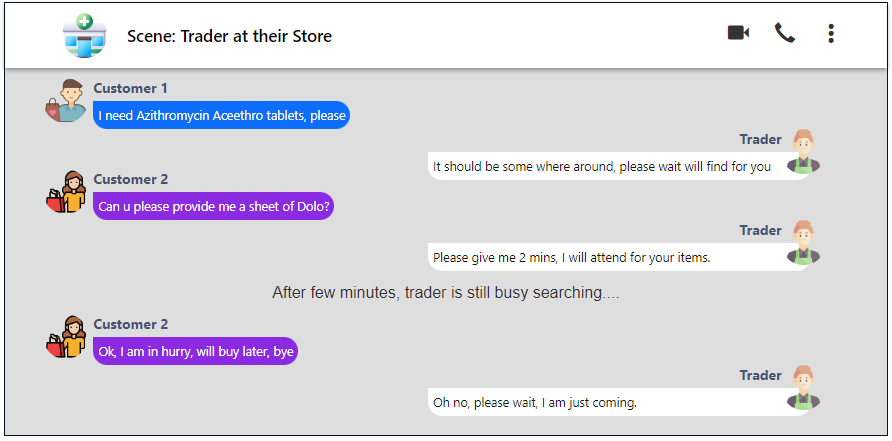 Scene: Trader at their Store
Customer 1
I need Azithromycin Aceethro tablets, please
Trader
It should be some where around, please wait will find for you
Customer 2
Can u please provide me a sheet of Dolo?
Trader
Please give me 2 mins, I will attend for your items.
After few minutes, trader is still busy searching....
Customer 2
Ok, I am in hurry, will buy later, bye
Trader
Oh no, please wait, I am just coming.